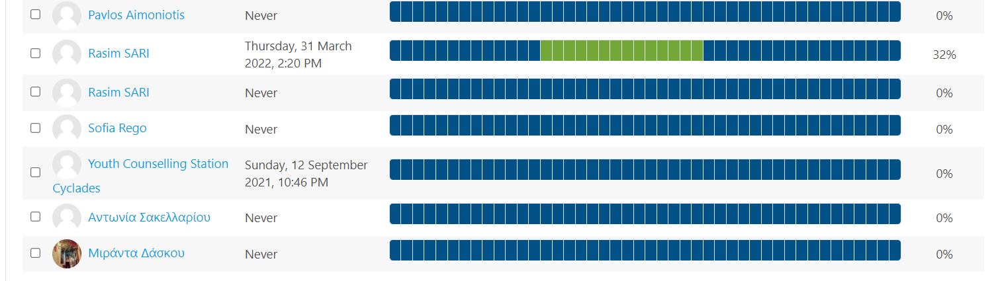 Pavlos Aimoniotis Never 0%
Rasim SARI Thursday, 31 March 2022, 2:20 PM 32%
Rasim SARI Never 0%
Sofia Rego Never 0%
Youth Counselling Station Cyclades Sunday, 12 September 2021, 10:46 PM 0%
Αντωνία Σακελλαρίου Never 0%
Μιράντα Δάσκου Never 0%